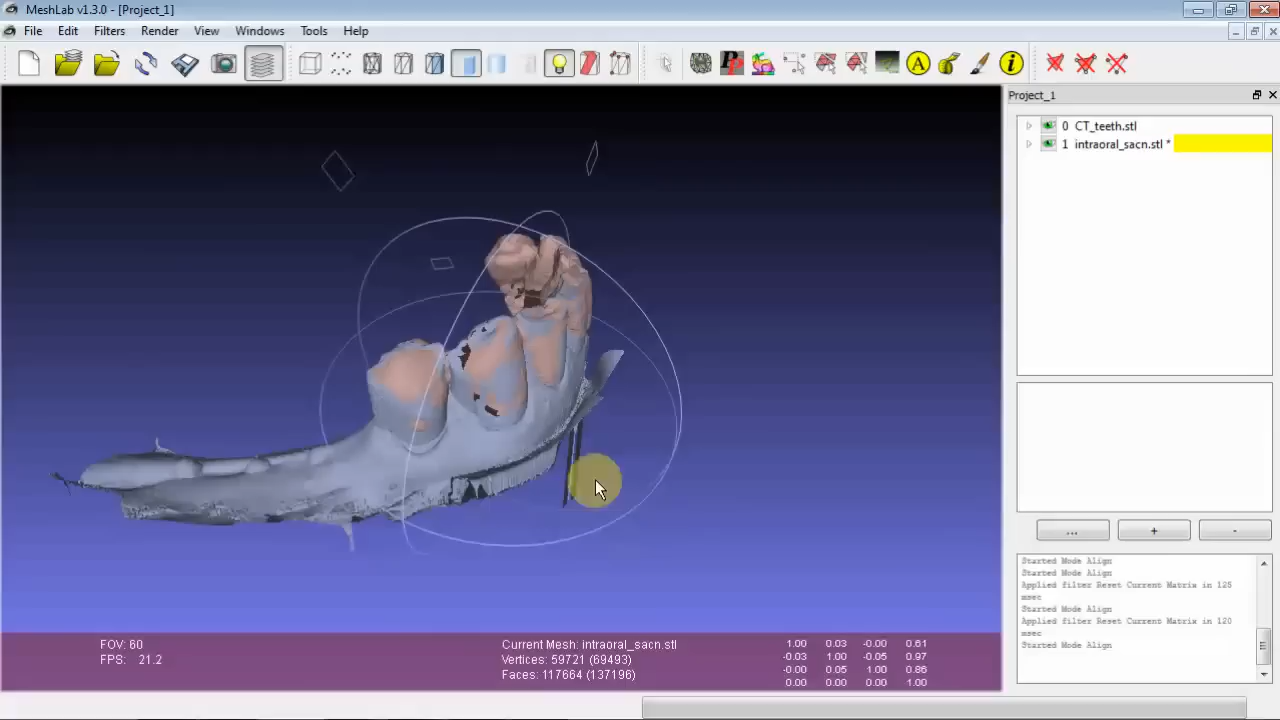 MeshLab v1.3.0 - [Project_1]
File Edit Filters Render View Windows Tools Help
A i
Project_1
0 CT_teeth.stl
1 intraoral_sacn.stl *
... + -
Started Mode Align
Started Mode Align
Applied filter Reset Current Matrix in 125
msec
Started Mode Align
Applied filter Reset Current Matrix in 120
msec
Started Mode Align
FOV: 60
FPS: 21.2
Current Mesh: intraoral_sacn.stl
Vertices: 59721 (69493)
Faces: 117664 (137196)
1.00 0.03 -0.00 0.61
-0.03 1.00 -0.05 0.97
-0.00 0.05 1.00 0.86
0.00 0.00 0.00 1.00